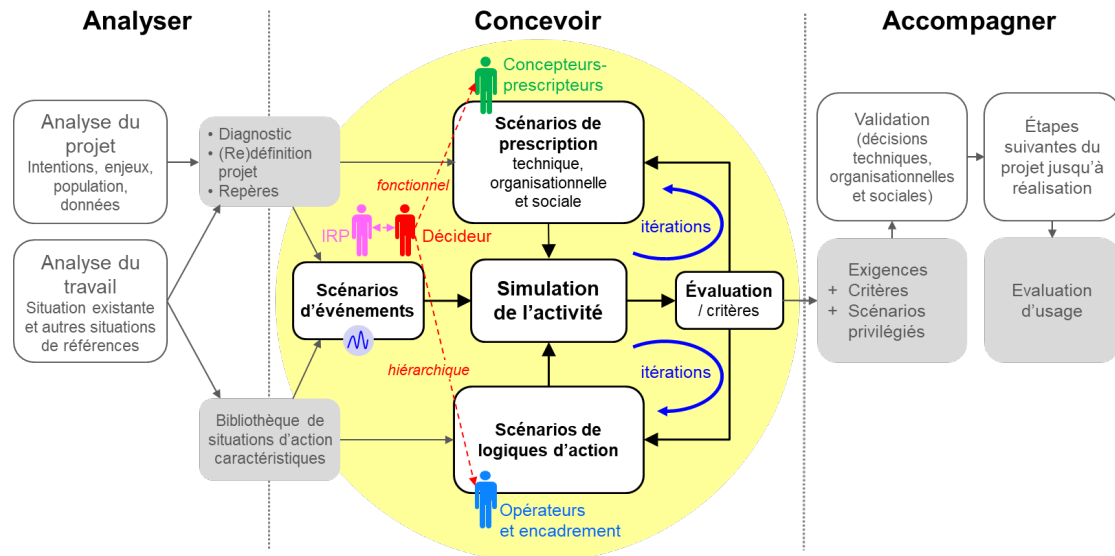 Analyser
Concevoir
Accompagner
Analyse du
projet
Intentions, enjeux,
population,
données
Analyse du
travail
Situation existante
et autres situations
de références
• Diagnostic
• (Re)définition
projet
• Repères
Bibliothèque de
situations d'action
caractéristiques
Concepteurs-
prescripteurs
Scénarios de
prescription
technique,
organisationnelle
et sociale
fonctionnel
IRP
Décideur
itérations
Scénarios
d'événements
Simulation
de l'activité
Évaluation
/ critères
hiérarchique
itérations
Scénarios de
logiques d'action
Opérateurs
et encadrement
Validation
(décisions
techniques,
organisationnelles
et sociales)
Étapes
suivantes du
projet jusqu'à
réalisation
Exigences
+ Critères
+ Scénarios
privilégiés
Evaluation
d'usage